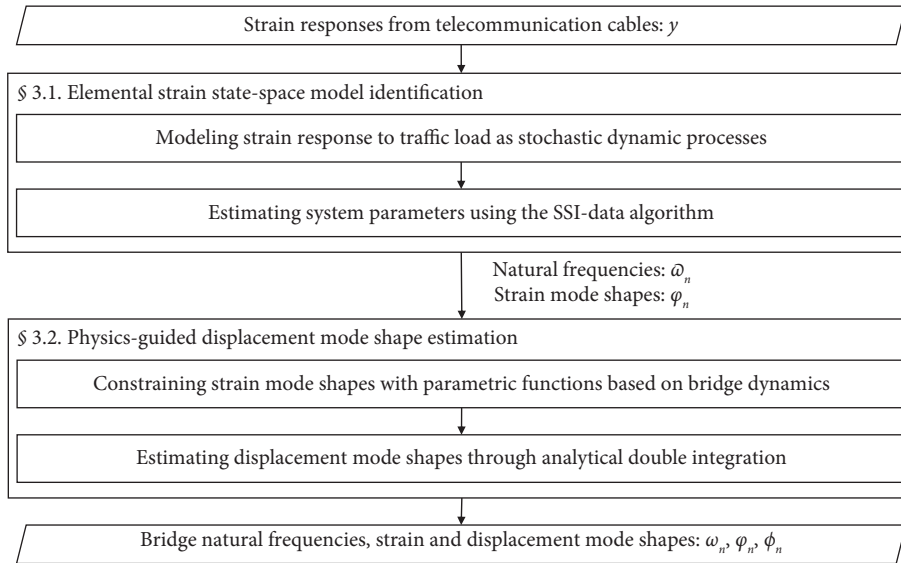 Strain responses from telecommunication cables: y
§ 3.1. Elemental strain state-space model identification
Modeling strain response to traffic load as stochastic dynamic processes
Estimating system parameters using the SSI-data algorithm
Natural frequencies: ϖₙ
Strain mode shapes: φₙ
§ 3.2. Physics-guided displacement mode shape estimation
Constraining strain mode shapes with parametric functions based on bridge dynamics
Estimating displacement mode shapes through analytical double integration
Bridge natural frequencies, strain and displacement mode shapes: ωₙ, φₙ, ϕₙ